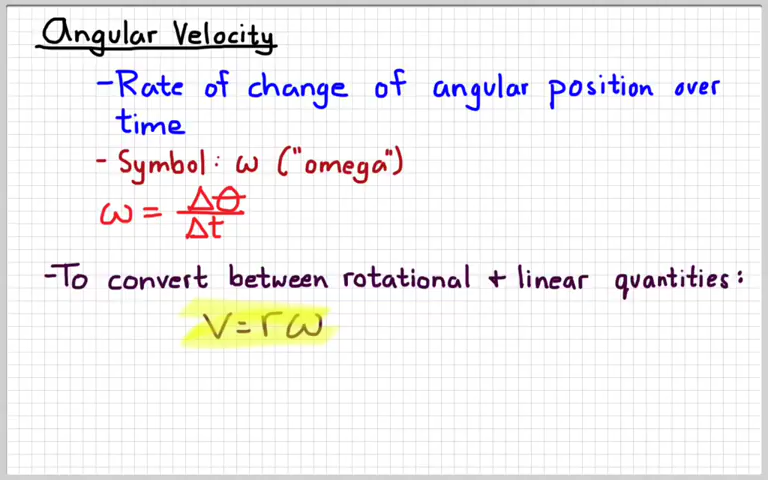 Angular Velocity
-Rate of change of angular position over
time
- Symbol: ω ("omega")
ω = Δθ/Δt
-To convert between rotational + linear quantities:
V=rω